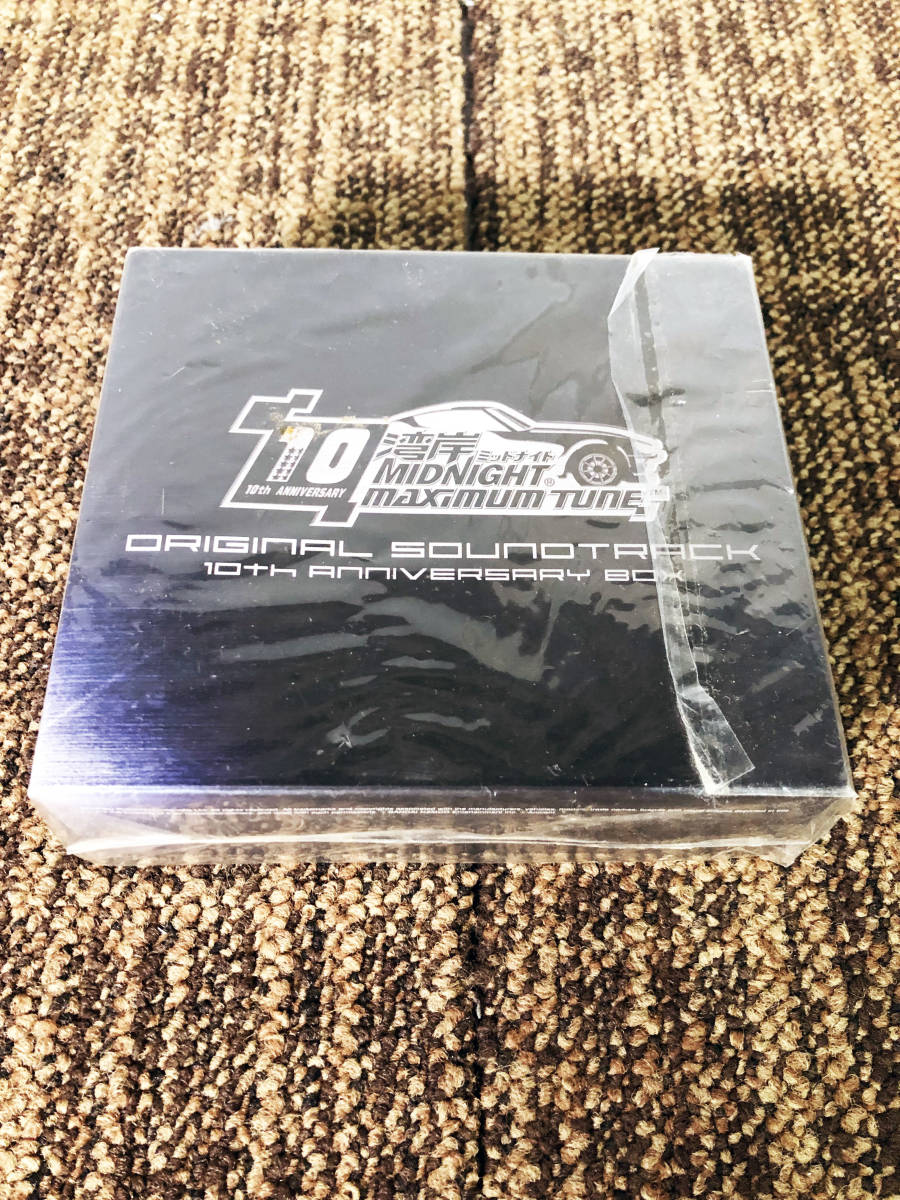 10
10th ANNIVERSARY
湾岸
ミッドナイト
MIDNIGHT®
MAXIMUM TUNE
TM
ORIGINAL SOUNDTRACK
10th ANNIVERSARY BOX